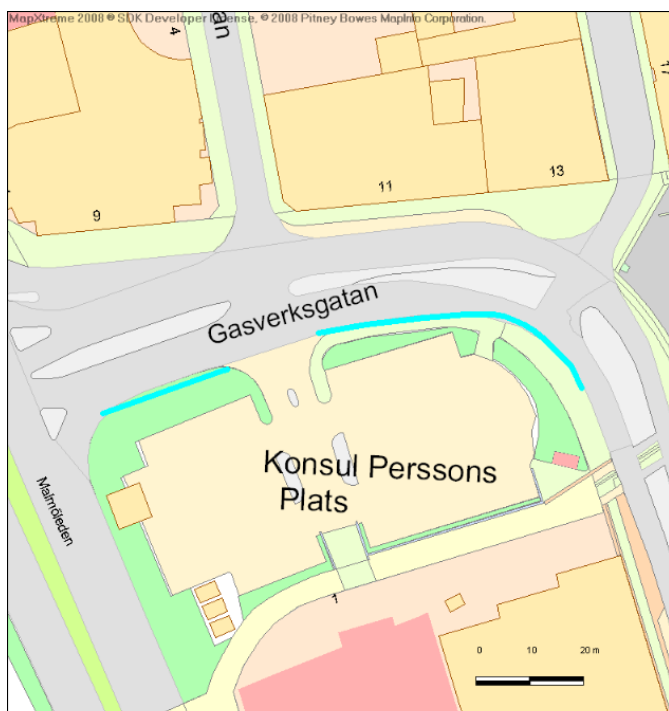 MapXtreme 2008 ® SDK Developer License. © 2008 Pitney Bowes MapInfo Corporation.
an
4
17
9
11
13
Gasverksgatan
Konsul Perssons
Plats
Malmöleden
1
0 10 20 m